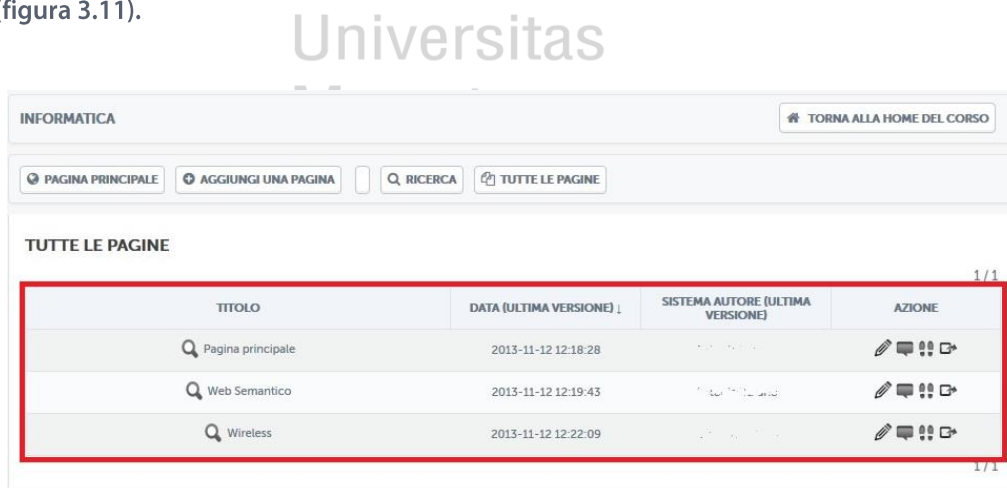 (figura 3.11).
Universitas
INFORMATICA
TORNA ALLA HOME DEL CORSO
PAGINA PRINCIPALE AGGIUNGI UNA PAGINA RICERCA TUTTE LE PAGINE
TUTTE LE PAGINE
1/1
TITOLO DATA (ULTIMA VERSIONE) ↓ SISTEMA AUTORE (ULTIMA VERSIONE) AZIONE
Pagina principale 2013-11-12 12:18:28
Web Semantico 2013-11-12 12:19:43
Wireless 2013-11-12 12:22:09
1/1